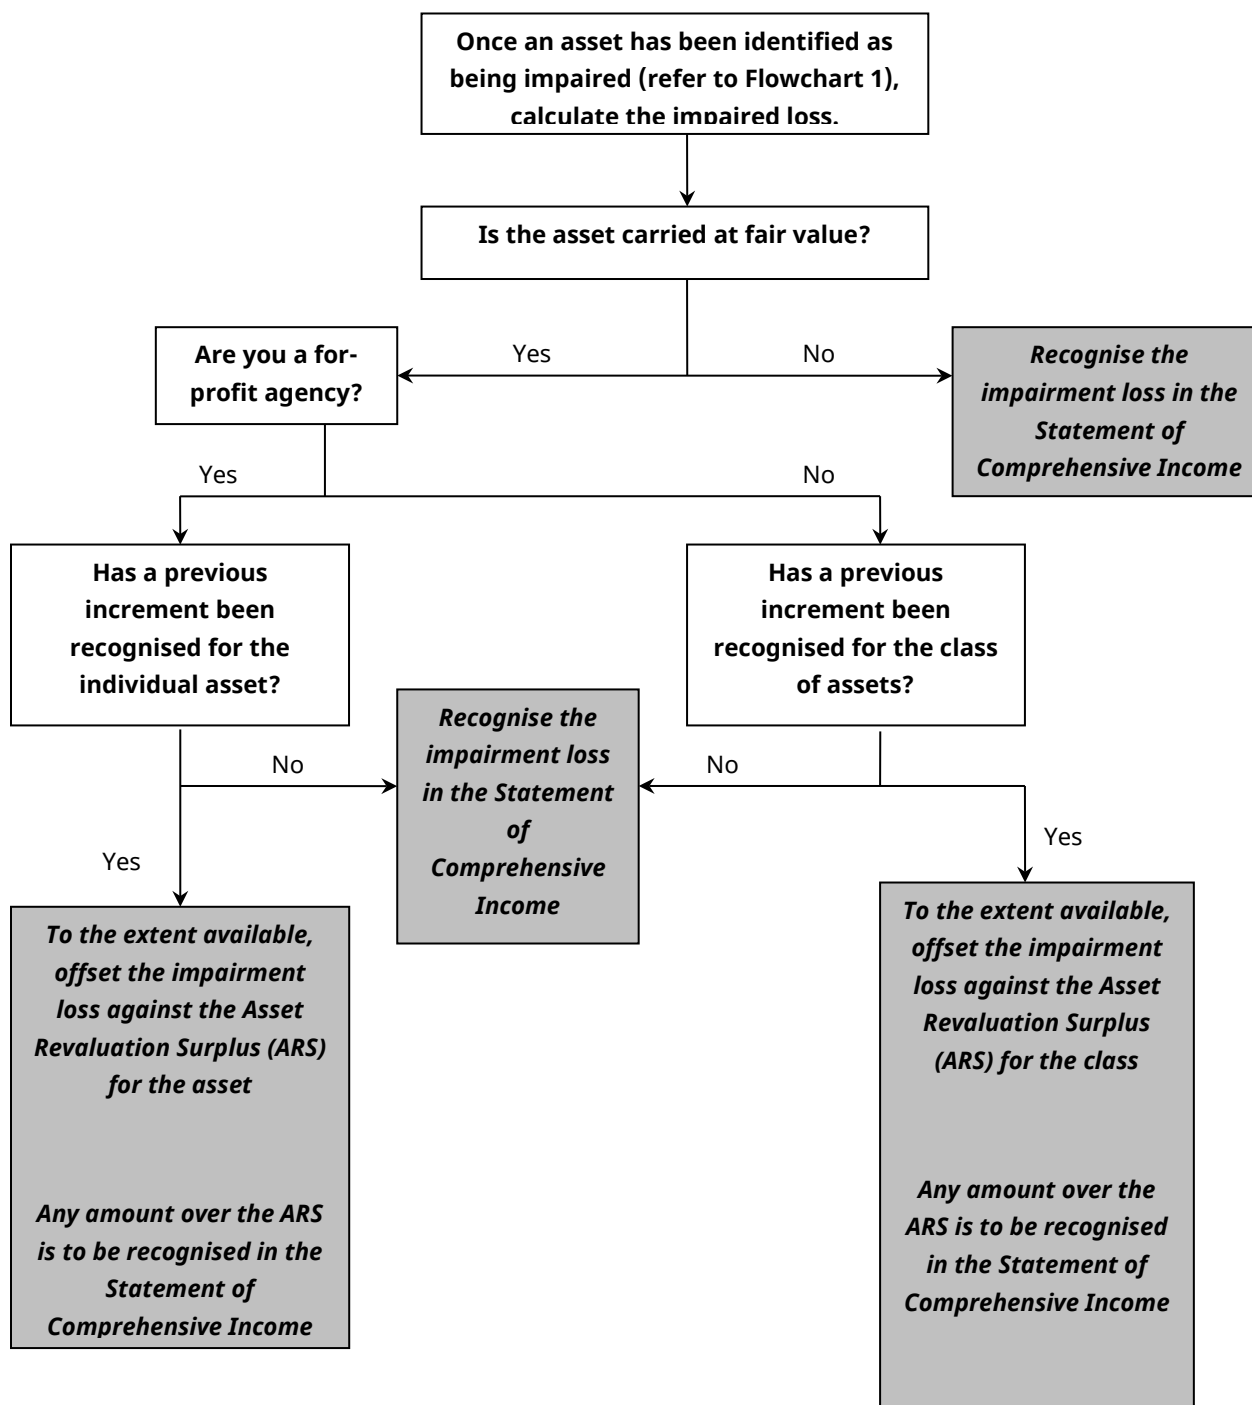 Once an asset has been identified as
being impaired (refer to Flowchart 1),
calculate the impaired loss.
Is the asset carried at fair value?
Are you a for-
profit agency?
Yes
No
Recognise the
impairment loss in the
Statement of
Comprehensive Income
Yes
No
Has a previous
increment been
recognised for the
individual asset?
Has a previous
increment been
recognised for the class
of assets?
No
Recognise the
impairment loss
in the Statement
of
Comprehensive
Income
No
Yes
Yes
To the extent available,
offset the impairment
loss against the Asset
Revaluation Surplus (ARS)
for the asset
Any amount over the ARS
is to be recognised in the
Statement of
Comprehensive Income
To the extent available,
offset the impairment
loss against the Asset
Revaluation Surplus
(ARS) for the class
Any amount over the
ARS is to be recognised
in the Statement of
Comprehensive Income